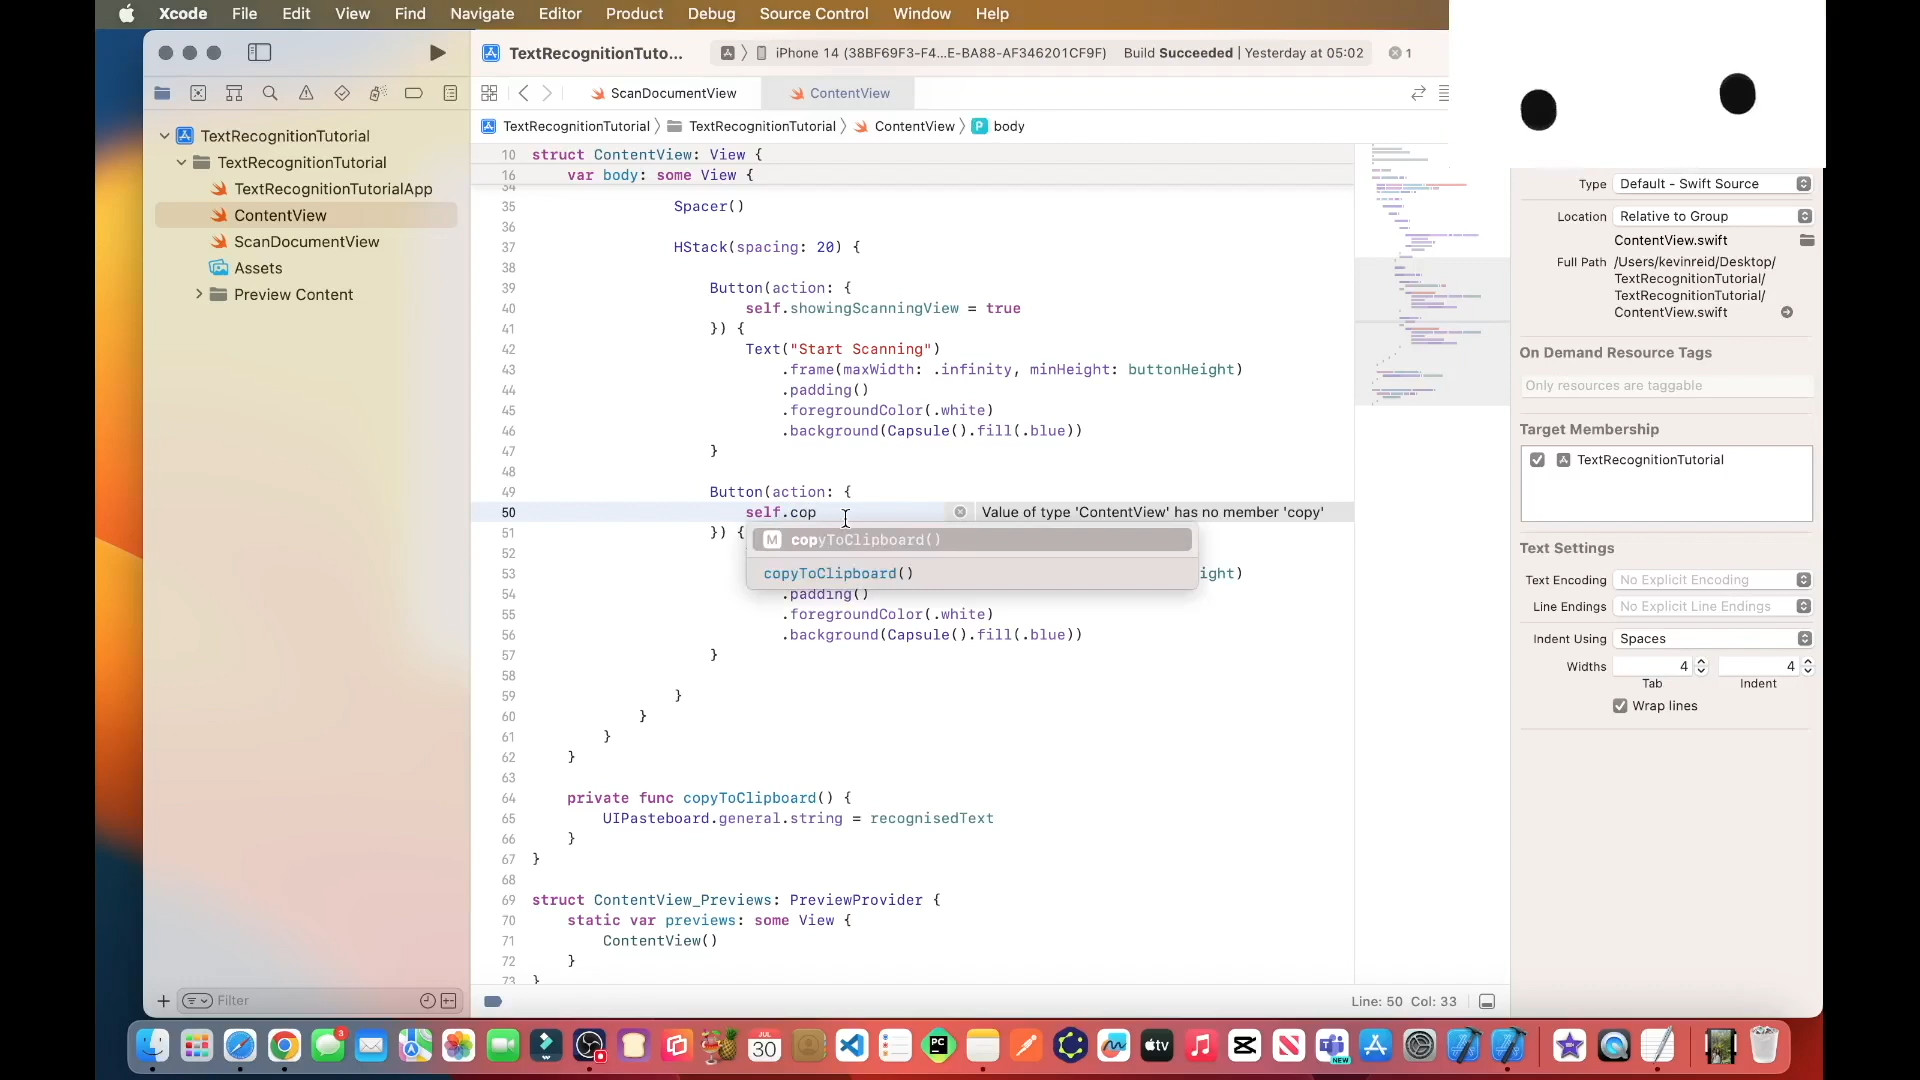 Xcode File Edit View Find Navigate Editor Product Debug Source Control Window Help
TextRecognitionTuto... iPhone 14 (38BF69F3-F4...E-BA88-AF346201CF9F) Build Succeeded | Yesterday at 05:02 1
ScanDocumentView ContentView
TextRecognitionTutorial TextRecognitionTutorial ContentView P body
TextRecognitionTutorial
TextRecognitionTutorial
TextRecognitionTutorialApp
ContentView
ScanDocumentView
Assets
Preview Content
Filter
10 struct ContentView: View {
16 var body: some View {
34
35 Spacer()
36
37 HStack(spacing: 20) {
38
39 Button(action: {
40 self.showingScanningView = true
41 }) {
42 Text("Start Scanning")
43 .frame(maxWidth: .infinity, minHeight: buttonHeight)
44 .padding()
45 .foregroundColor(.white)
46 .background(Capsule().fill(.blue))
47 }
48
49 Button(action: {
50 self.cop Value of type 'ContentView' has no member 'copy'
51 }) {
M copyToClipboard()
52
copyToClipboard()
53 ight)
54 .padding()
55 .foregroundColor(.white)
56 .background(Capsule().fill(.blue))
57 }
58
59 }
60 }
61 }
62 }
63
64 private func copyToClipboard() {
65 UIPasteboard.general.string = recognisedText
66 }
67 }
68
69 struct ContentView_Previews: PreviewProvider {
70 static var previews: some View {
71 ContentView()
72 }
73 }
Line: 50 Col: 33
Type Default - Swift Source
Location Relative to Group
ContentView.swift
Full Path /Users/kevinreid/Desktop/
TextRecognitionTutorial/
TextRecognitionTutorial/
ContentView.swift
On Demand Resource Tags
Only resources are taggable
Target Membership
TextRecognitionTutorial
Text Settings
Text Encoding No Explicit Encoding
Line Endings No Explicit Line Endings
Indent Using Spaces
Widths 4 4
Tab Indent
Wrap lines
3
JUL
30
PC
tv
NEW